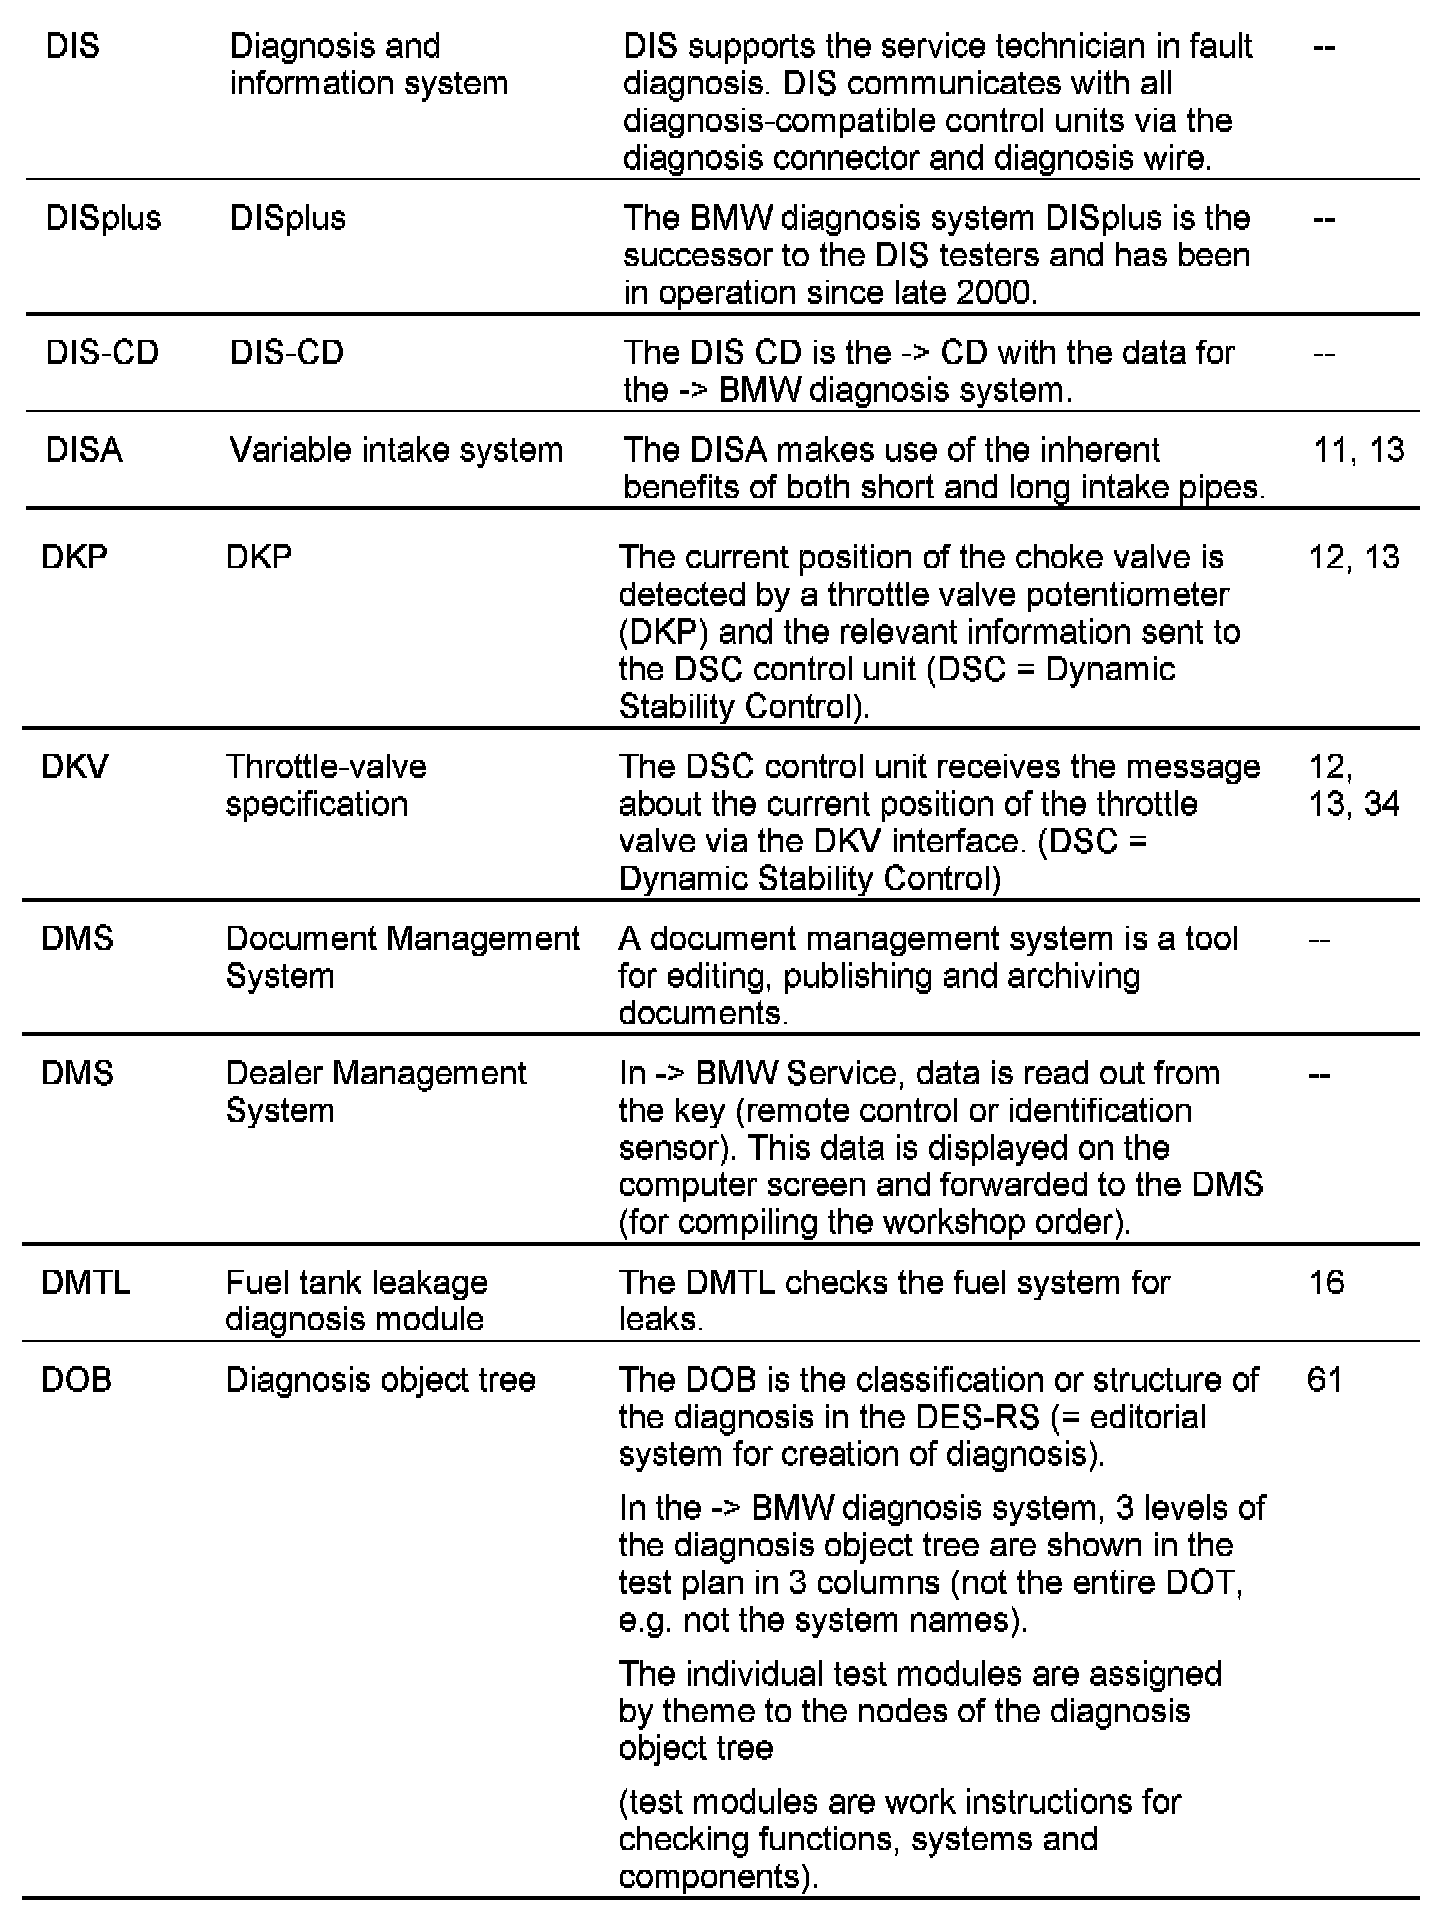 DIS Diagnosis and DIS supports the service technician in fault --
information system diagnosis. DIS communicates with all
diagnosis-compatible control units via the
diagnosis connector and diagnosis wire.
DISplus DISplus The BMW diagnosis system DISplus is the --
successor to the DIS testers and has been
in operation since late 2000.
DIS-CD DIS-CD The DIS CD is the -> CD with the data for --
the -> BMW diagnosis system.
DISA Variable intake system The DISA makes use of the inherent 11, 13
benefits of both short and long intake pipes.
DKP DKP The current position of the choke valve is 12, 13
detected by a throttle valve potentiometer
(DKP) and the relevant information sent to
the DSC control unit (DSC = Dynamic
Stability Control).
DKV Throttle-valve The DSC control unit receives the message 12,
specification about the current position of the throttle 13, 34
valve via the DKV interface. (DSC =
Dynamic Stability Control)
DMS Document Management A document management system is a tool --
System for editing, publishing and archiving
documents.
DMS Dealer Management In -> BMW Service, data is read out from --
System the key (remote control or identification
sensor). This data is displayed on the
computer screen and forwarded to the DMS
(for compiling the workshop order).
DMTL Fuel tank leakage The DMTL checks the fuel system for 16
diagnosis module leaks.
DOB Diagnosis object tree The DOB is the classification or structure of 61
the diagnosis in the DES-RS (= editorial
system for creation of diagnosis).
In the -> BMW diagnosis system, 3 levels of
the diagnosis object tree are shown in the
test plan in 3 columns (not the entire DOT,
e.g. not the system names).
The individual test modules are assigned
by theme to the nodes of the diagnosis
object tree
(test modules are work instructions for
checking functions, systems and
components).